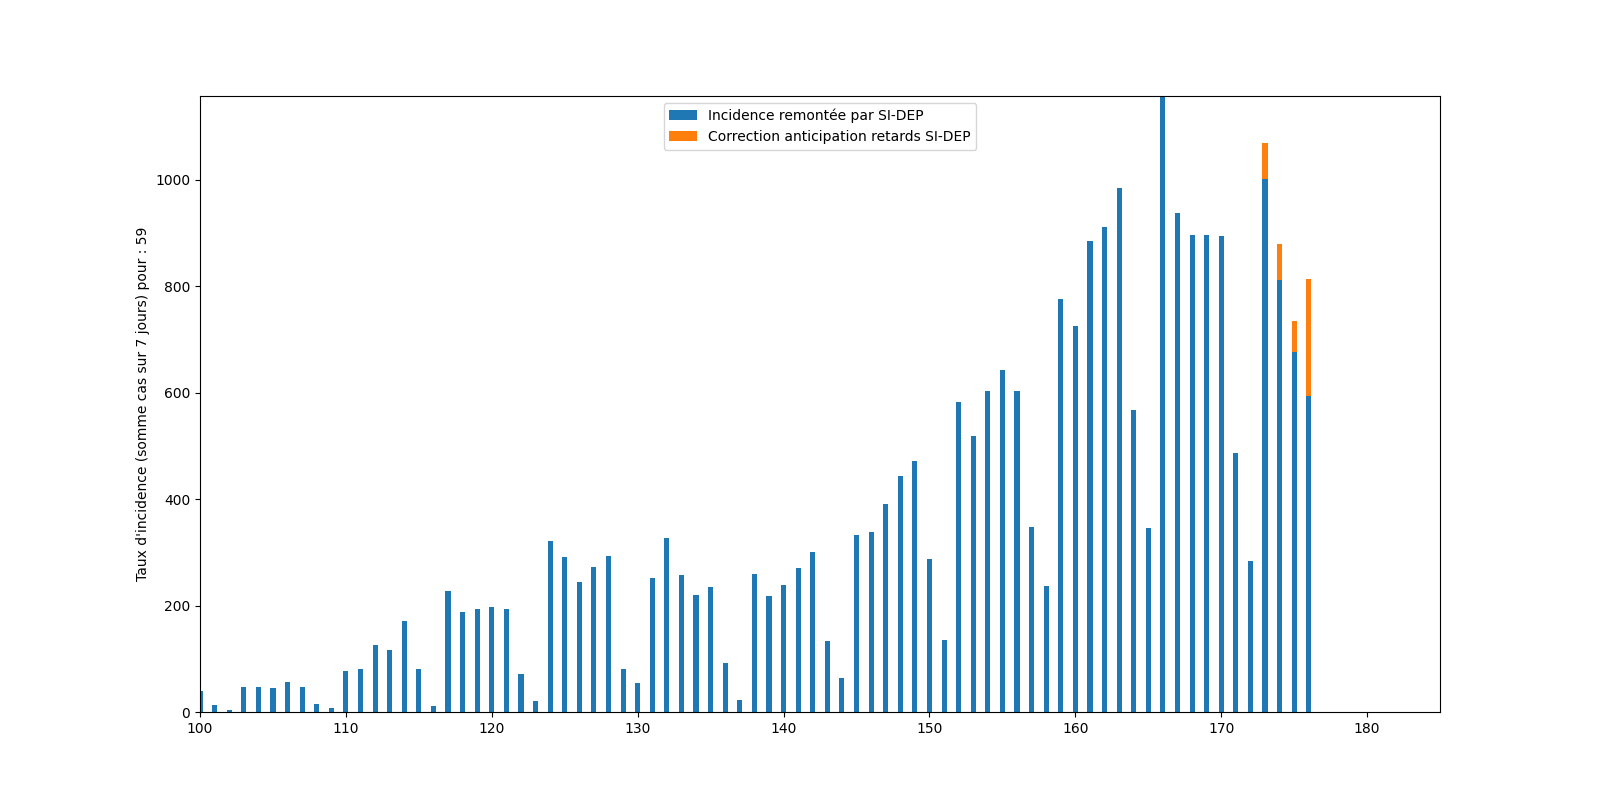 Incidence remontée par SI-DEP
Correction anticipation retards SI-DEP
Taux d'incidence (somme cas sur 7 jours) pour : 59
1000
800
600
400
200
0
100 110 120 130 140 150 160 170 180